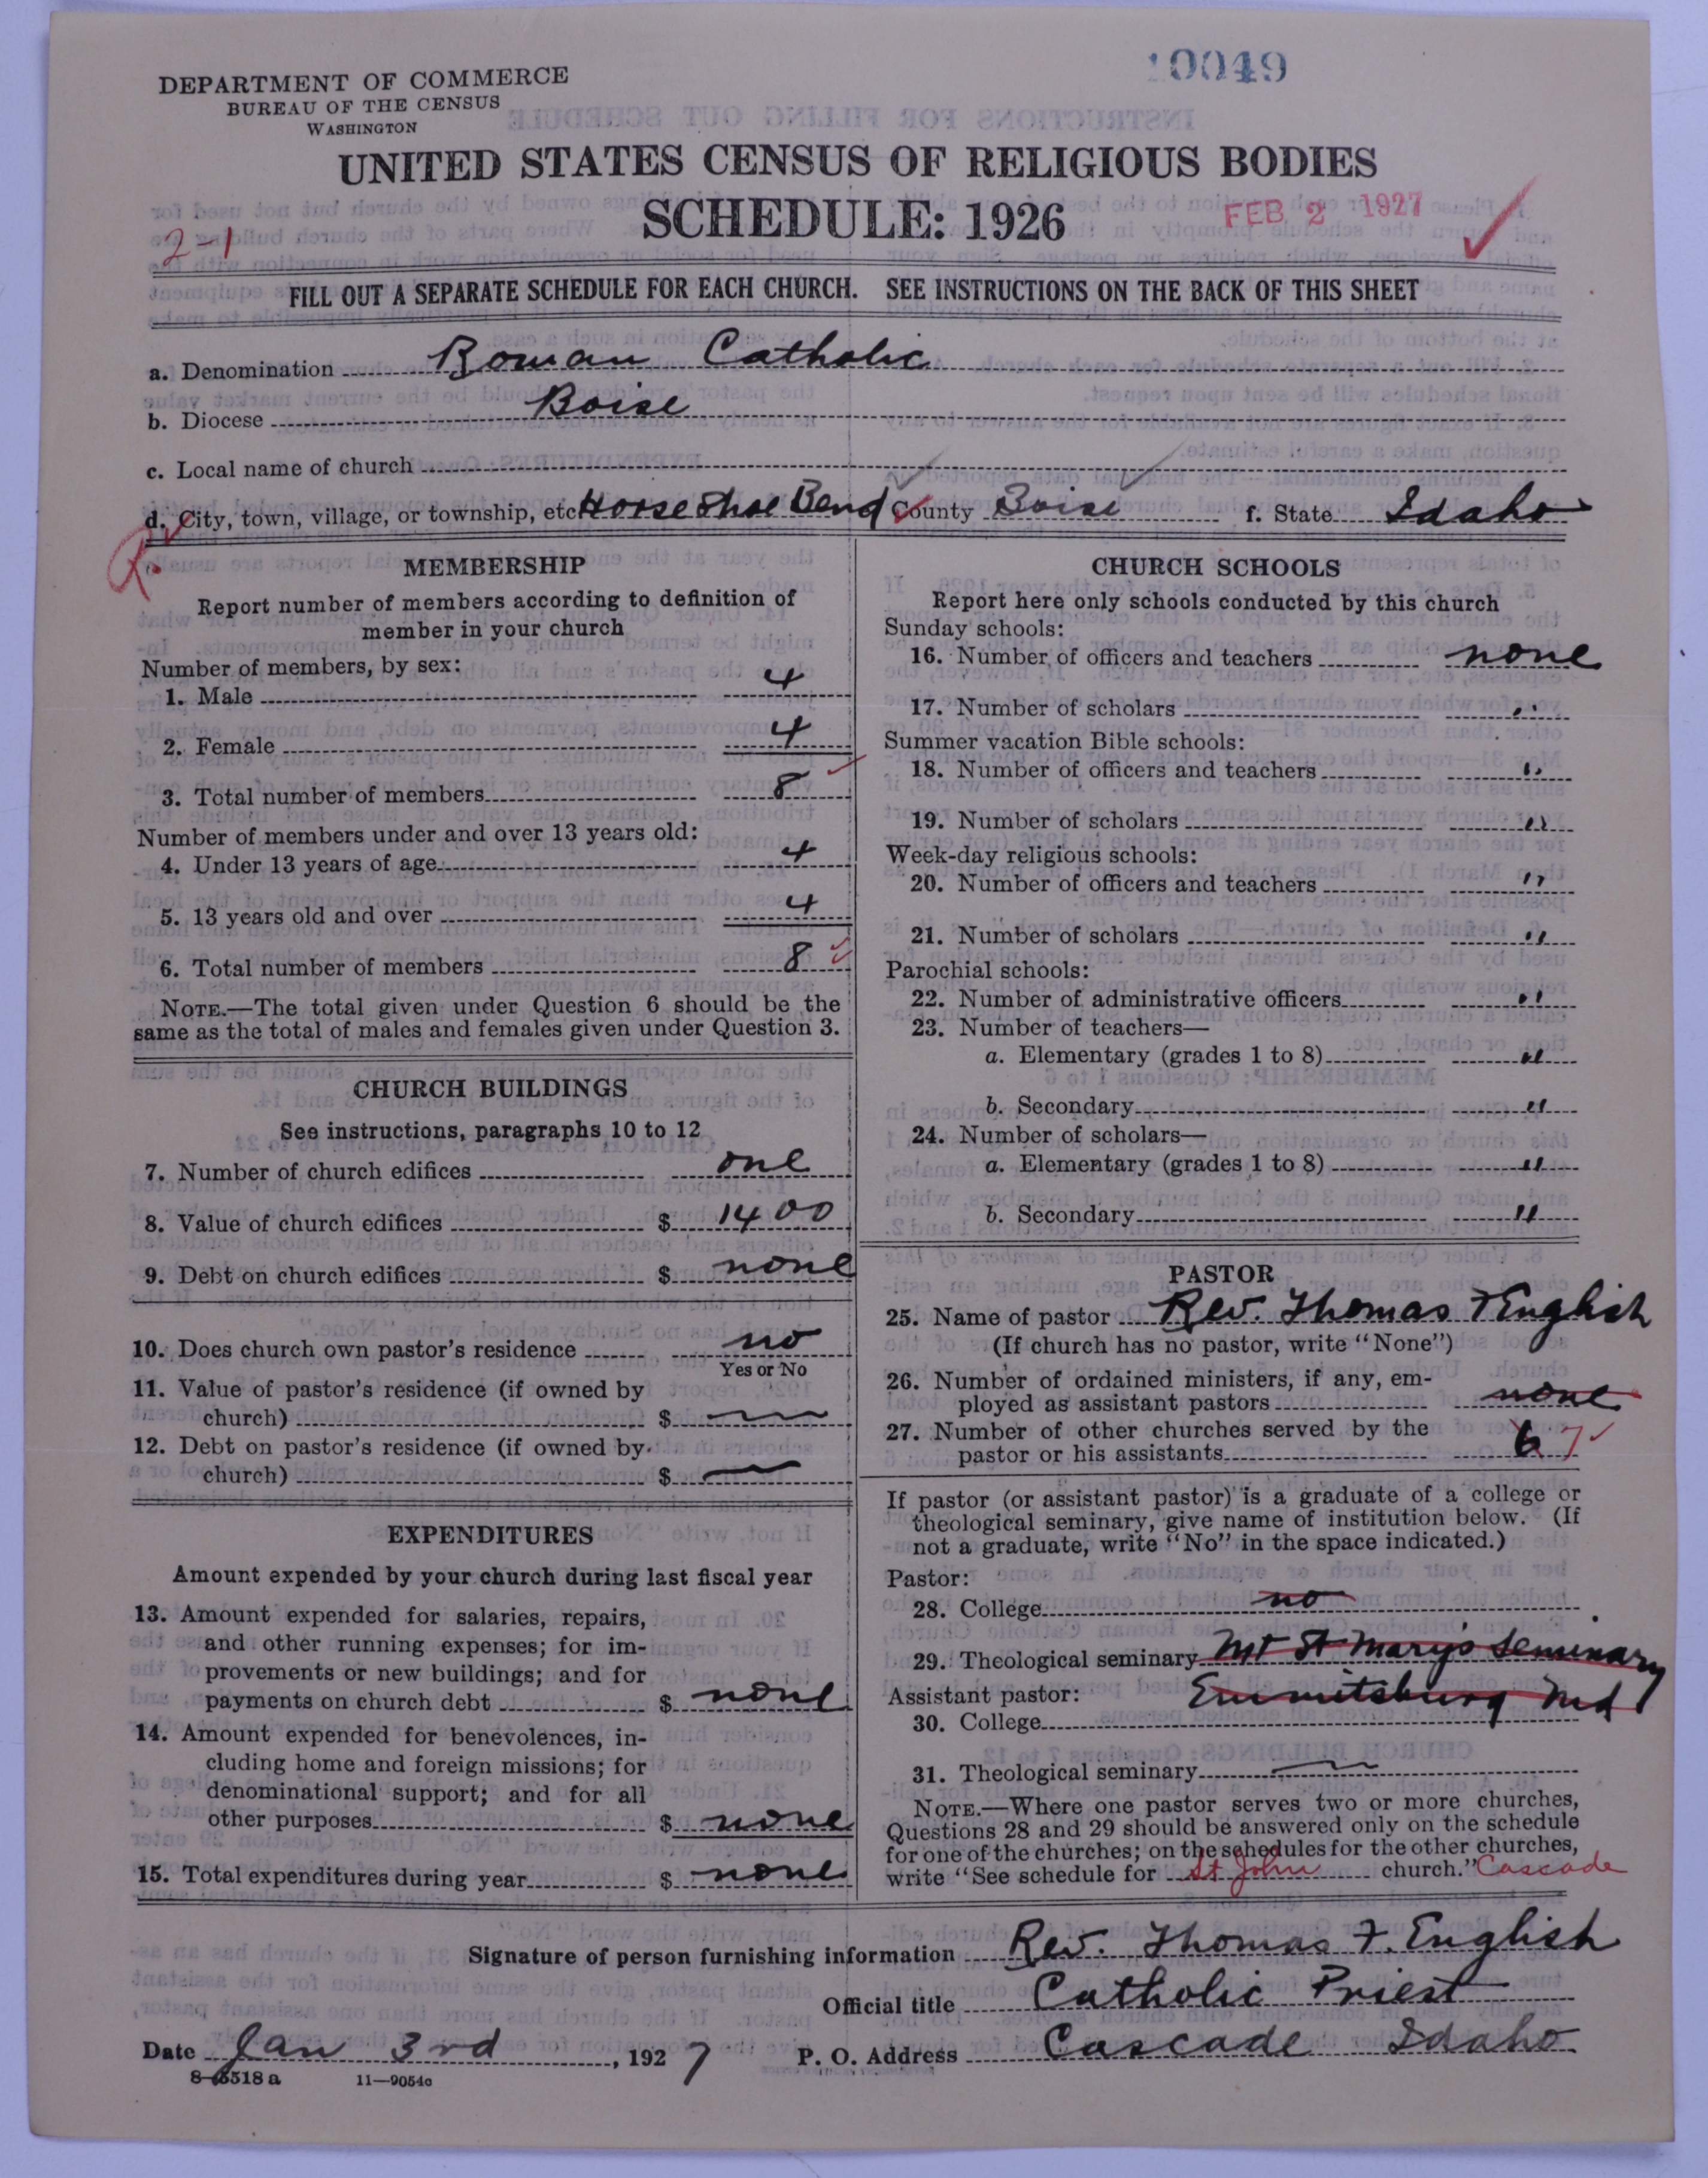 10049
DEPARTMENT OF COMMERCE
BUREAU OF THE CENSUS
WASHINGTON
UNITED STATES CENSUS OF RELIGIOUS BODIES
SCHEDULE: 1926
FEB 2 1927
2-1
FILL OUT A SEPARATE SCHEDULE FOR EACH CHURCH. SEE INSTRUCTIONS ON THE BACK OF THIS SHEET
a. Denomination Roman Catholic
b. Diocese Boise
c. Local name of church
d. City, town, village, or township, etc. Horse Shoe Bend County Boise f. State Idaho
MEMBERSHIP
Report number of members according to definition of
member in your church
Number of members, by sex:
1. Male 4
2. Female 4
3. Total number of members 8
Number of members under and over 13 years old:
4. Under 13 years of age 4
5. 13 years old and over 4
6. Total number of members 8
NOTE.—The total given under Question 6 should be the
same as the total of males and females given under Question 3.
CHURCH BUILDINGS
See instructions, paragraphs 10 to 12
7. Number of church edifices one
8. Value of church edifices $ 1400
9. Debt on church edifices $ none
10. Does church own pastor's residence no
Yes or No
11. Value of pastor's residence (if owned by
church) $ —
12. Debt on pastor's residence (if owned by
church) $ —
EXPENDITURES
Amount expended by your church during last fiscal year
13. Amount expended for salaries, repairs,
and other running expenses; for im-
provements or new buildings; and for
payments on church debt $ none
14. Amount expended for benevolences, in-
cluding home and foreign missions; for
denominational support; and for all
other purposes $ none
15. Total expenditures during year $ none
CHURCH SCHOOLS
Report here only schools conducted by this church
Sunday schools:
16. Number of officers and teachers none
17. Number of scholars "
Summer vacation Bible schools:
18. Number of officers and teachers "
19. Number of scholars "
Week-day religious schools:
20. Number of officers and teachers "
21. Number of scholars "
Parochial schools:
22. Number of administrative officers "
23. Number of teachers—
a. Elementary (grades 1 to 8) "
b. Secondary "
24. Number of scholars—
a. Elementary (grades 1 to 8) "
b. Secondary "
PASTOR
25. Name of pastor Rev. Thomas F English
(If church has no pastor, write "None")
26. Number of ordained ministers, if any, em-
ployed as assistant pastors none
27. Number of other churches served by the
pastor or his assistants 6 7
If pastor (or assistant pastor) is a graduate of a college or
theological seminary, give name of institution below. (If
not a graduate, write "No" in the space indicated.)
Pastor:
28. College no
29. Theological seminary Mt St Mary's Seminary
Emmitsburg Md
Assistant pastor:
30. College
31. Theological seminary —
NOTE.—Where one pastor serves two or more churches,
Questions 28 and 29 should be answered only on the schedule
for one of the churches; on the schedules for the other churches,
write "See schedule for St John church." Cascade
Signature of person furnishing information Rev. Thomas F. English
Official title Catholic Priest
Date Jan 3rd, 1927 P. O. Address Cascade Idaho
8-5518 a 11—9054c